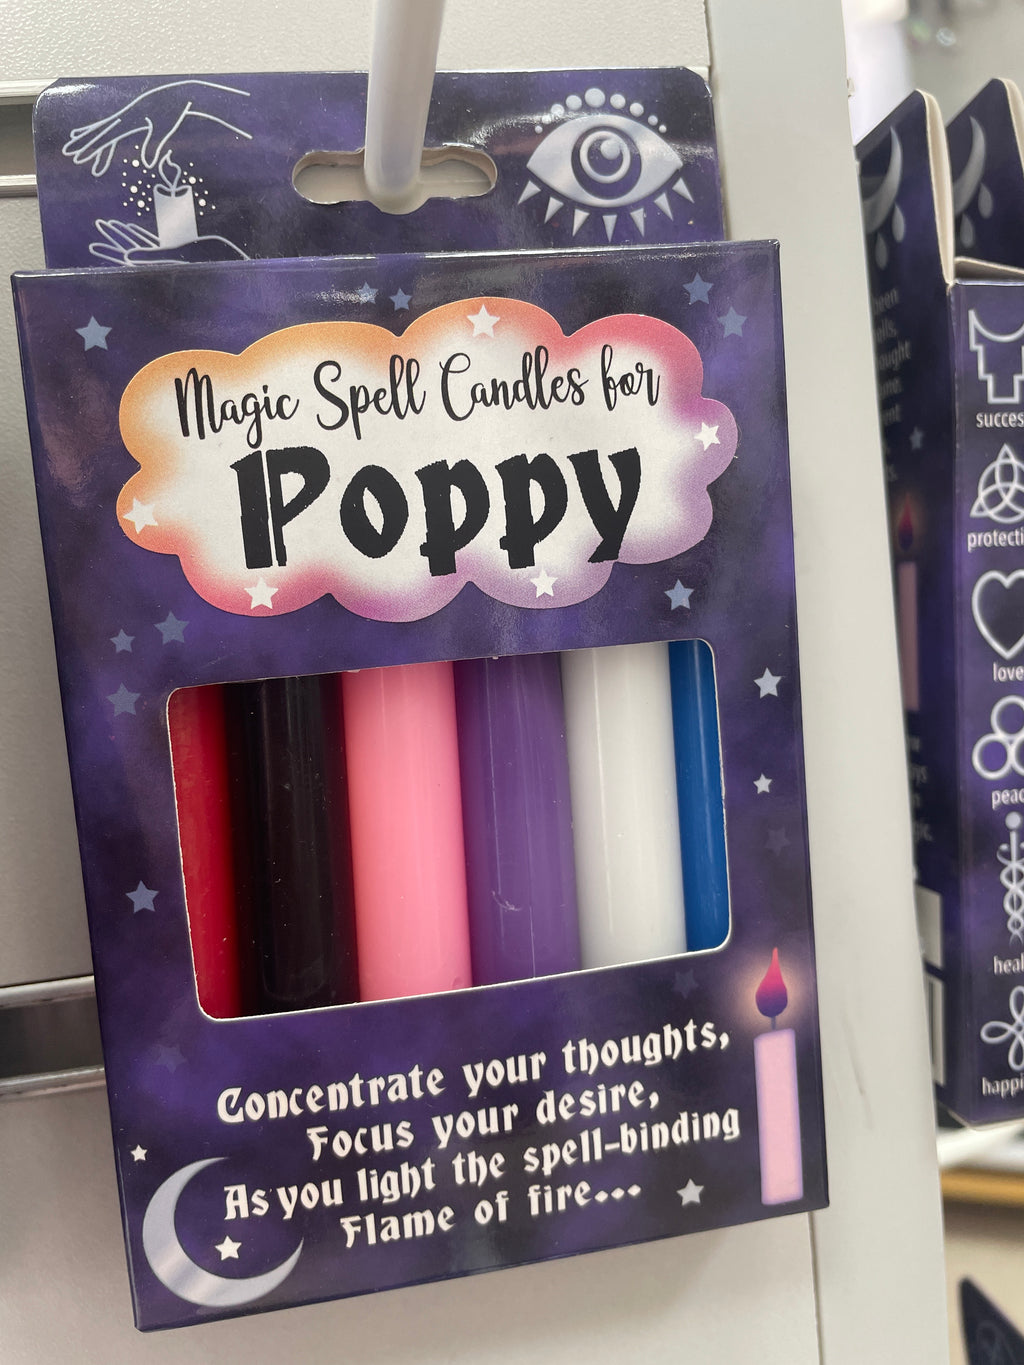 Magic Spell Candles for
Poppy
Concentrate your thoughts,
Focus your desire,
As you light the spell-binding
Flame of fire...
love